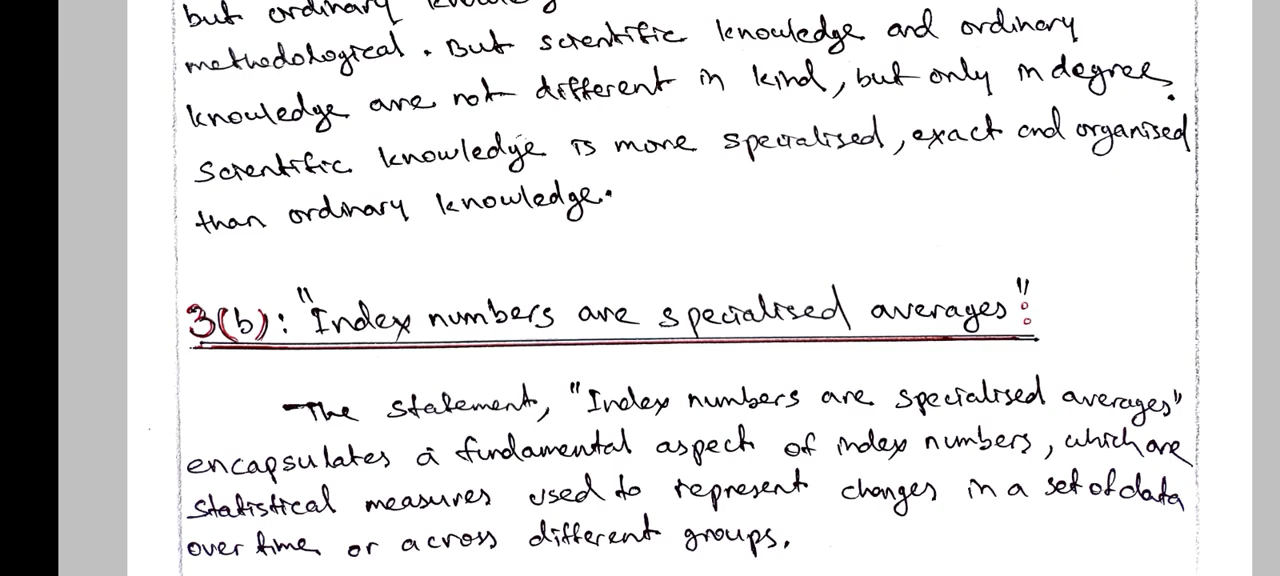 but ordinary
methodological. But scientific knowledge and ordinary
knowledge are not different in kind, but only in degree.
Scientific knowledge is more specialised, exact and organised
than ordinary knowledge.
3(b): "Index numbers are specialised averages":
The statement, "Index numbers are specialised averages"
encapsulates a fundamental aspect of index numbers, which are
statistical measures used to represent changes in a set of data
over time or across different groups.